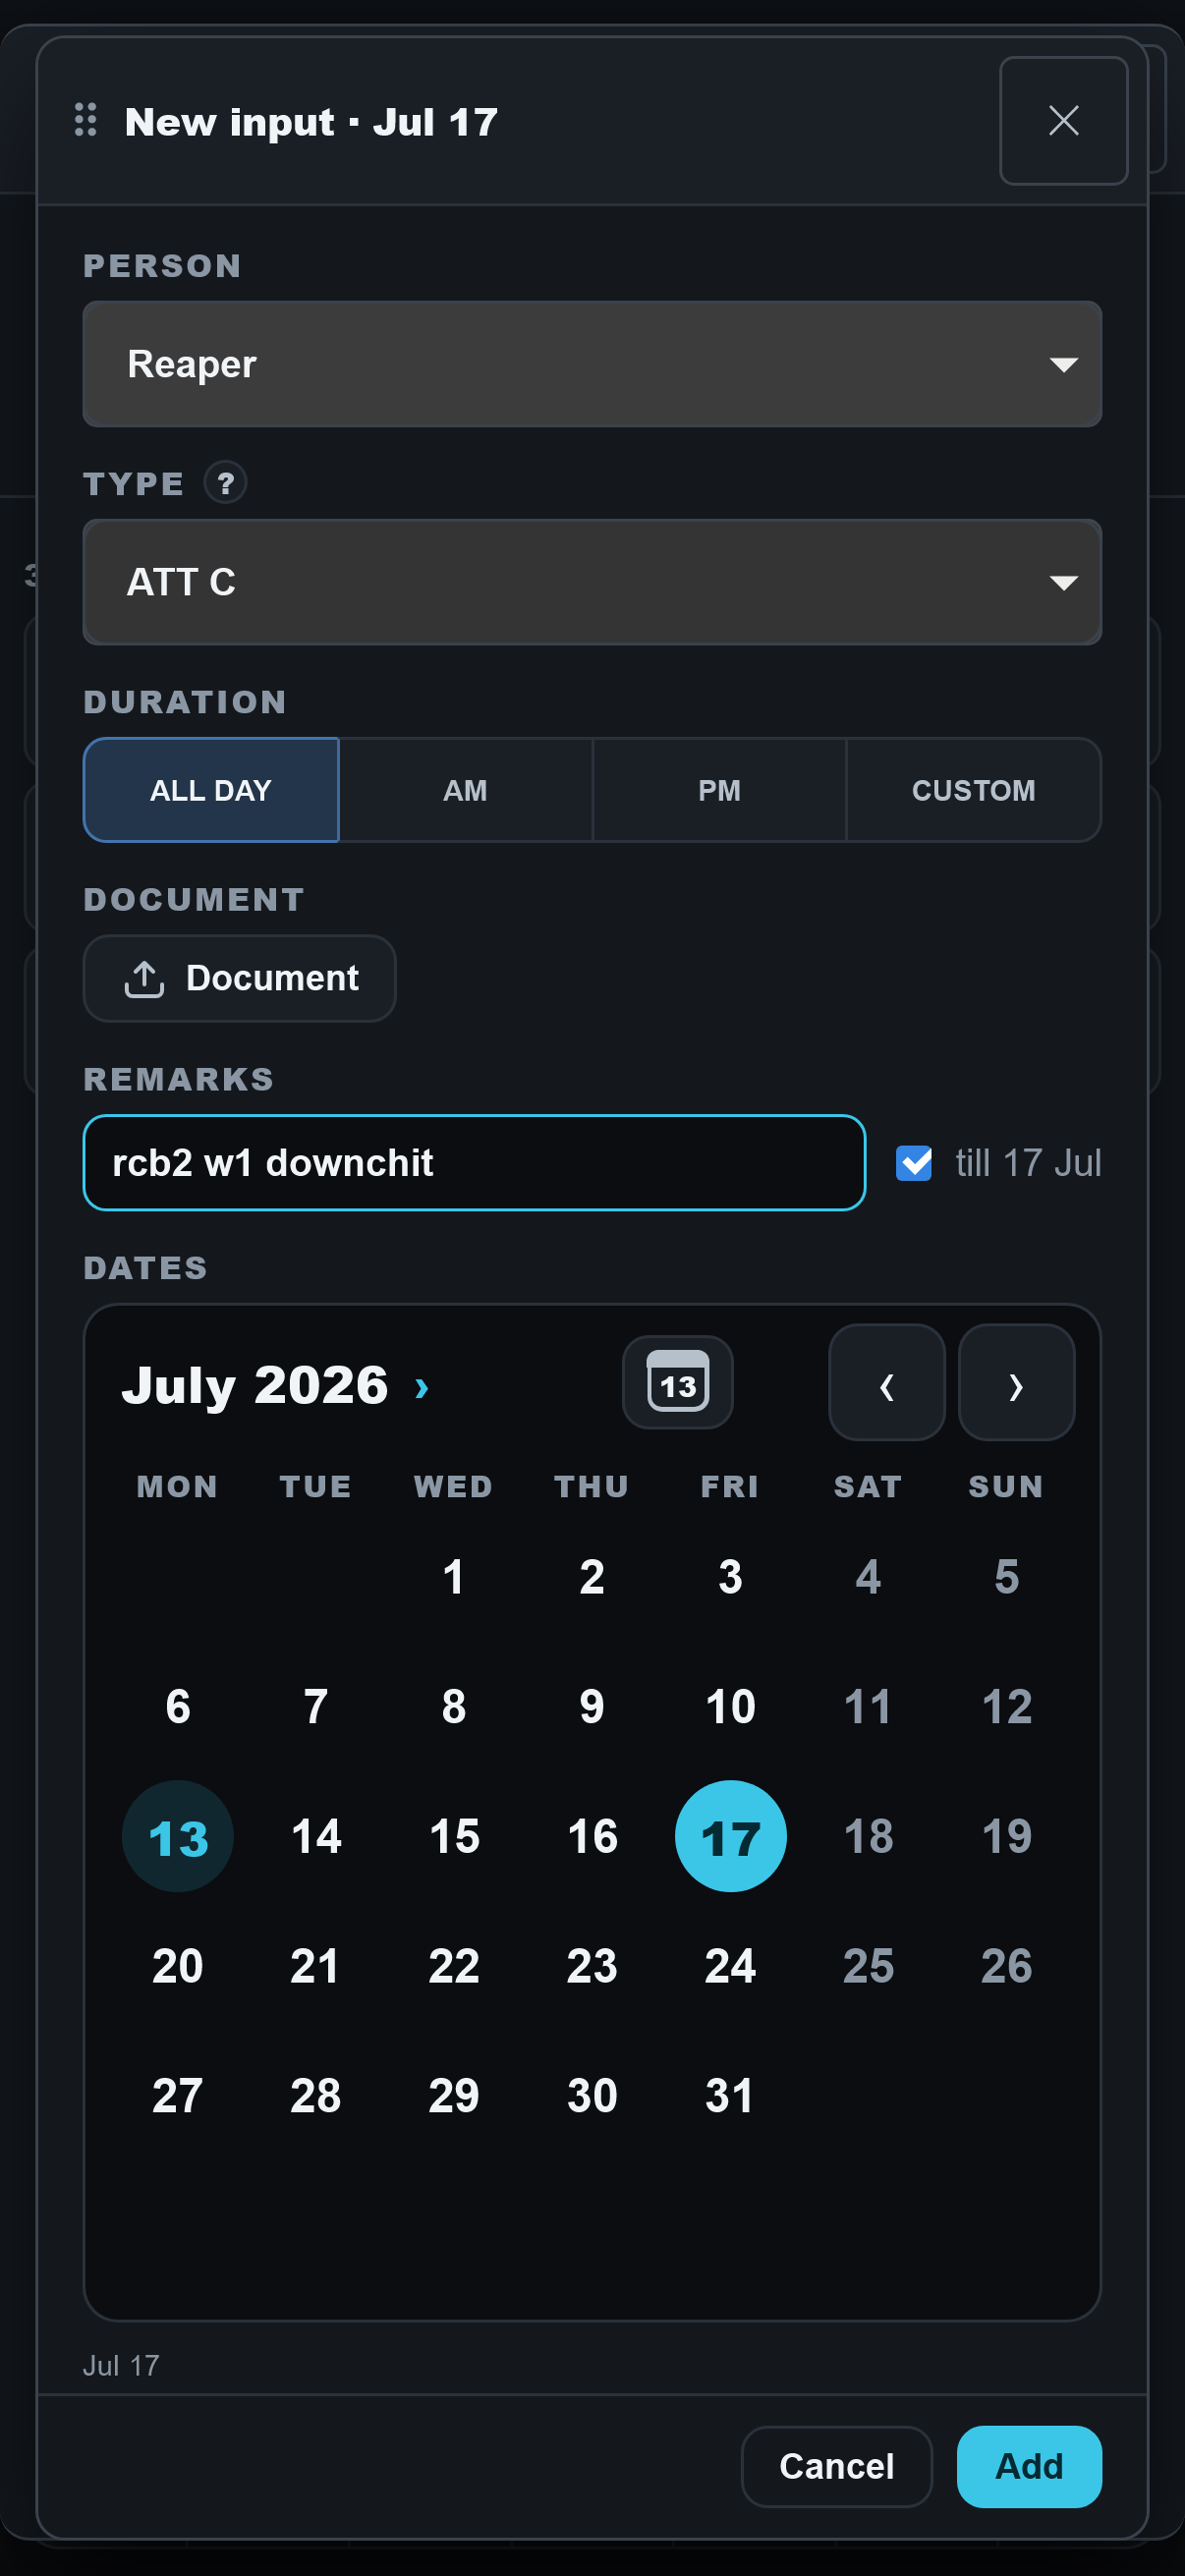 New input · Jul 17
PERSON
Reaper
TYPE ?
ATT C
DURATION
ALL DAY AM PM CUSTOM
DOCUMENT
Document
REMARKS
rcb2 w1 downchit till 17 Jul
DATES
July 2026 › 13 ‹ ›
MON TUE WED THU FRI SAT SUN
1 2 3 4 5
6 7 8 9 10 11 12
13 14 15 16 17 18 19
20 21 22 23 24 25 26
27 28 29 30 31
Jul 17
Cancel Add